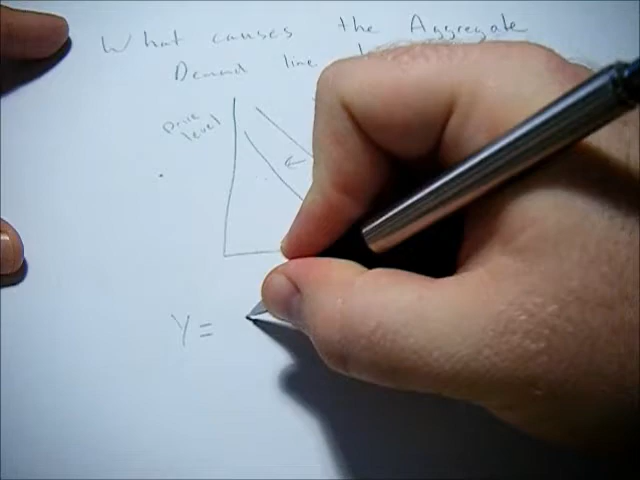 What causes the Aggregate
Demand line
Price
level
Y =